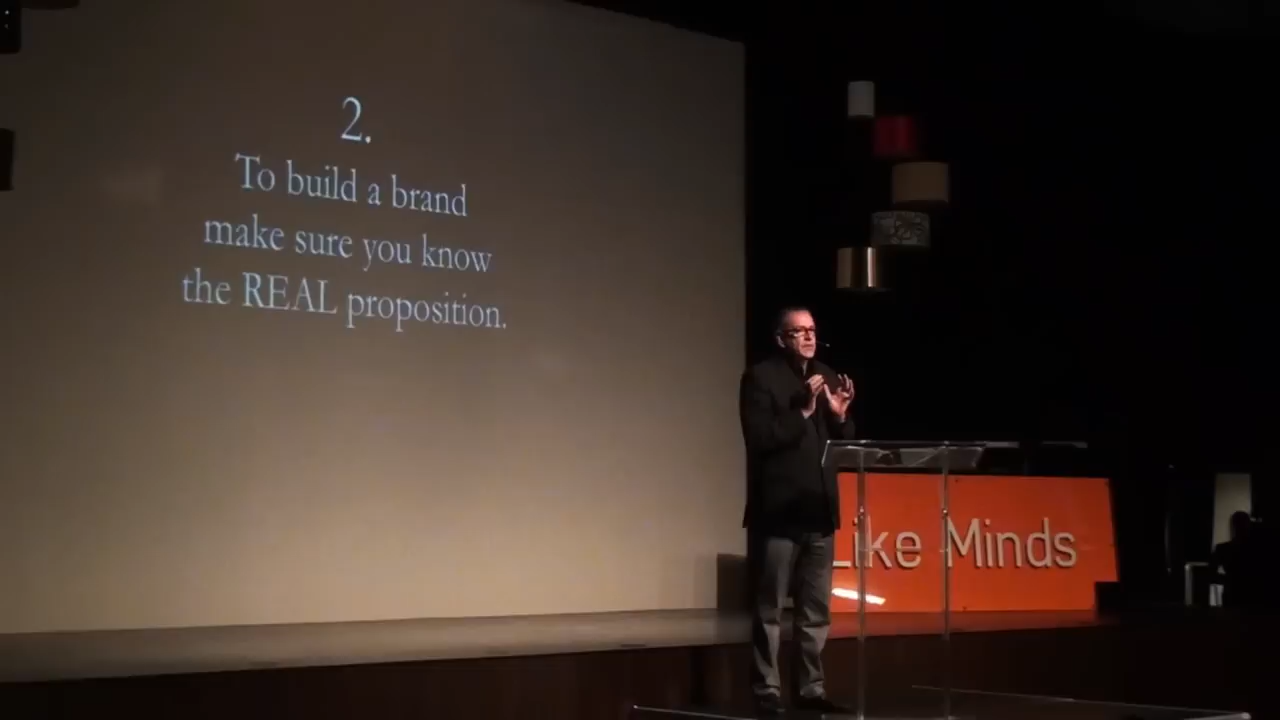 2.
To build a brand
make sure you know
the REAL proposition.
Like Minds